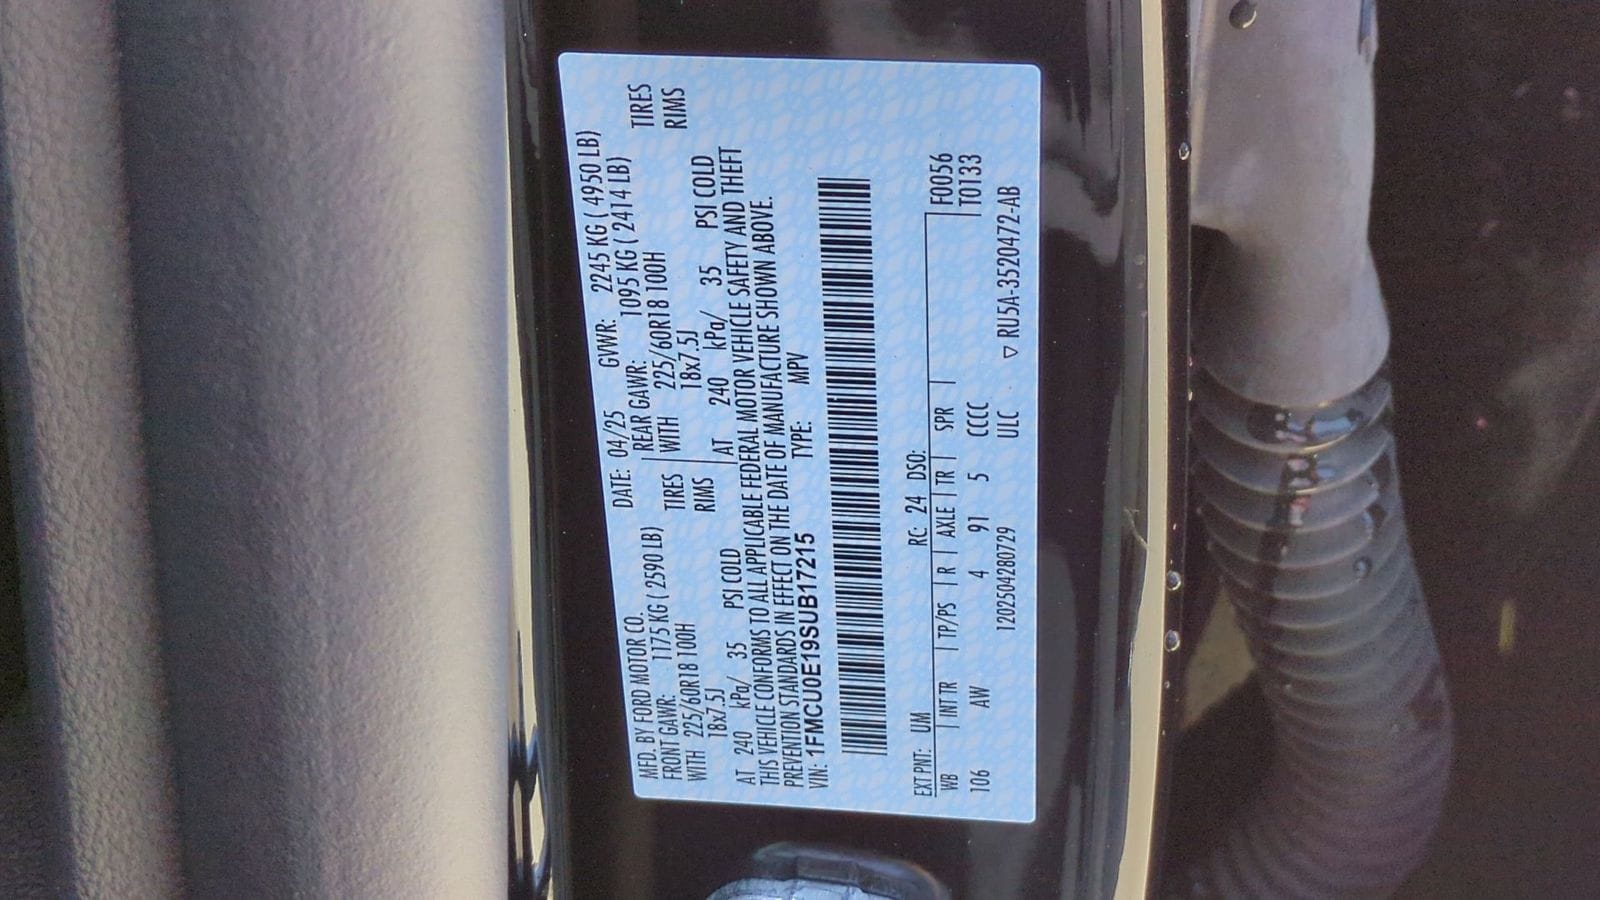 MFD. BY FORD MOTOR CO. DATE: 04/25 GVWR: 2245 KG ( 4950 LB)
FRONT GAWR: 1175 KG ( 2590 LB) REAR GAWR: 1095 KG ( 2414 LB)
WITH 225/60R18 100H TIRES WITH 225/60R18 100H TIRES
18x7.5J RIMS 18x7.5J RIMS
AT 240 kPa/ 35 PSI COLD AT 240 kPa/ 35 PSI COLD
THIS VEHICLE CONFORMS TO ALL APPLICABLE FEDERAL MOTOR VEHICLE SAFETY AND THEFT
PREVENTION STANDARDS IN EFFECT ON THE DATE OF MANUFACTURE SHOWN ABOVE.
VIN: 1FMCU0E19SUB17215 TYPE: MPV
EXT PNT: UM RC: 24 DSO: F0056
WB INT TR TP/PS R AXLE TR SPR T0133
106 AW 4 91 5 CCCC
1202504280729 ULC ▽ RU5A-3520472-AB